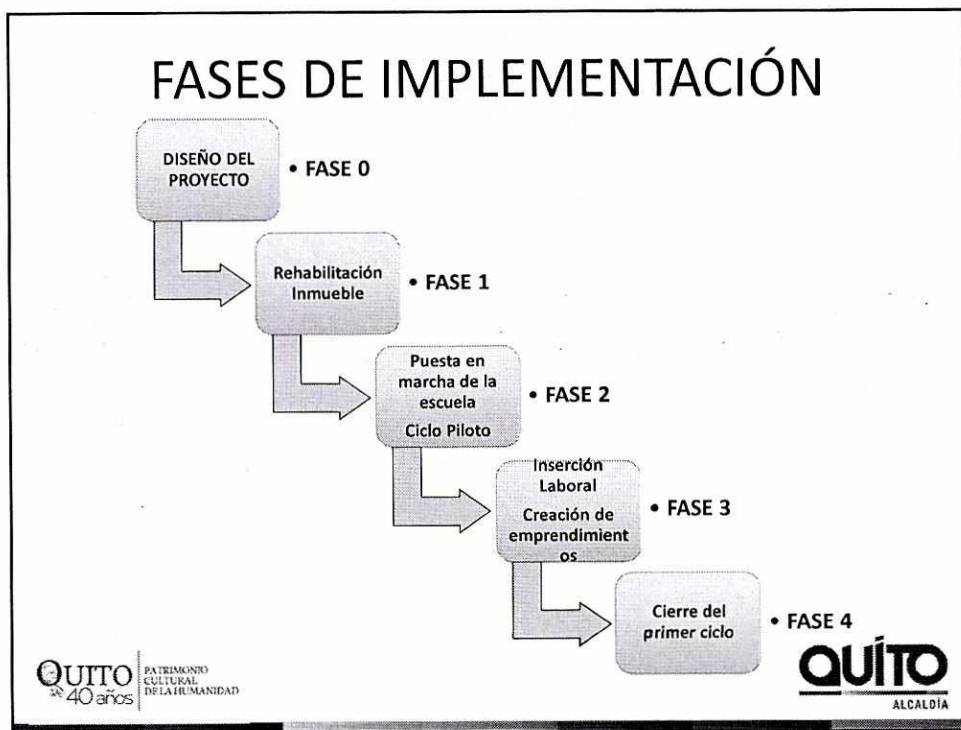 FASES DE IMPLEMENTACIÓN
DISEÑO DEL
PROYECTO
• FASE 0
Rehabilitación
Inmueble
• FASE 1
Puesta en
marcha de la
escuela
Ciclo Piloto
• FASE 2
Inserción
Laboral
Creación de
emprendimient
os
• FASE 3
Cierre del
primer ciclo
• FASE 4
QUITO
40 años
PATRIMONIO
CULTURAL
DE LA HUMANIDAD
QUÍTO
ALCALDÍA